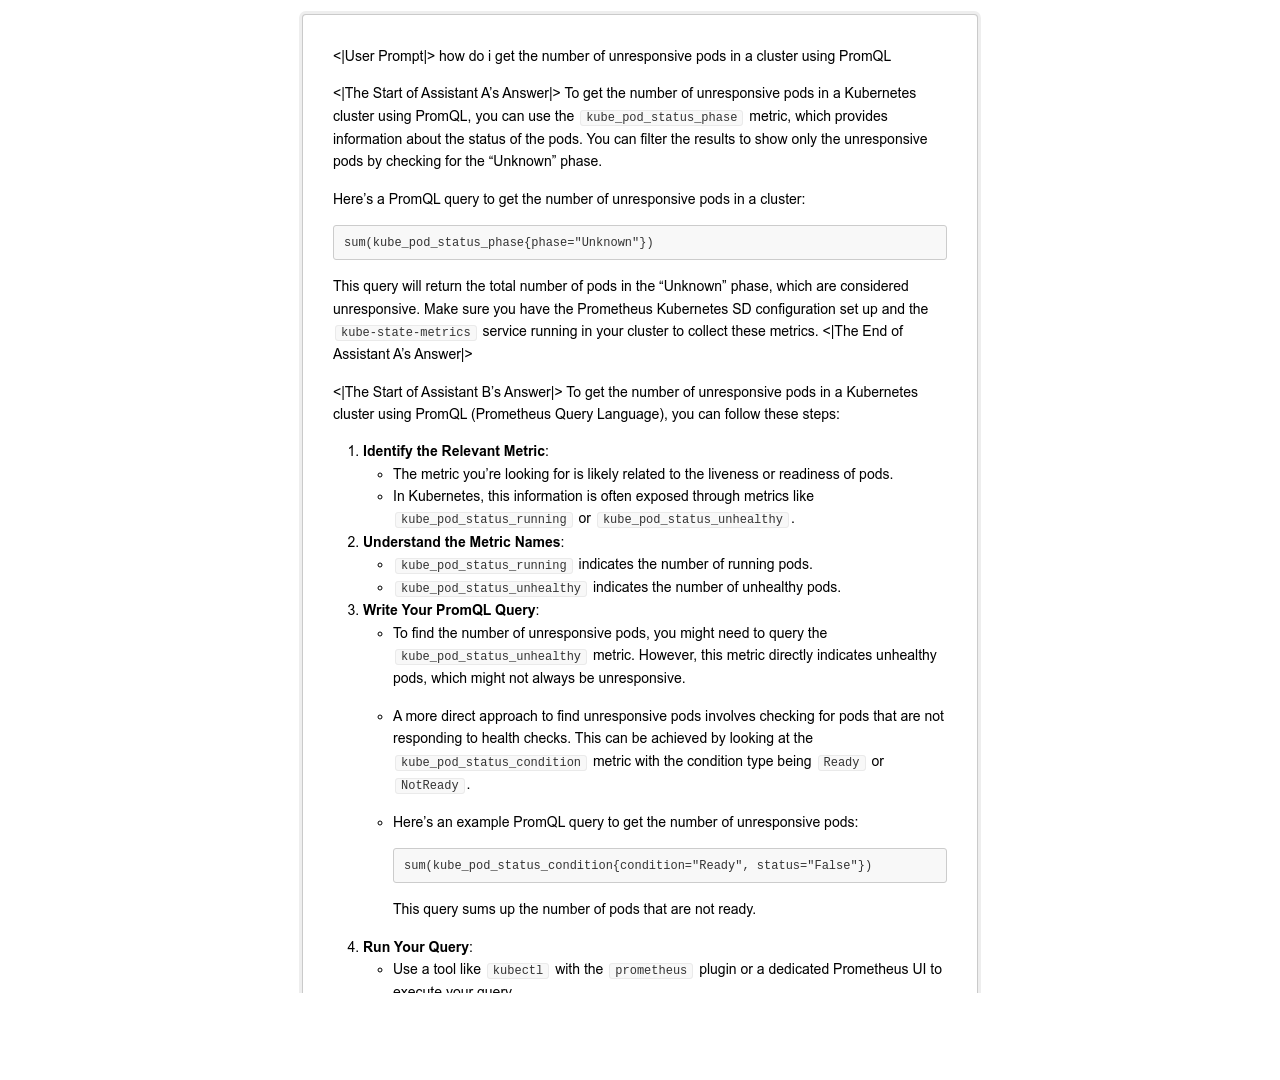 <|User Prompt|> how do i get the number of unresponsive pods in a cluster using PromQL
<|The Start of Assistant A’s Answer|> To get the number of unresponsive pods in a Kubernetes
cluster using PromQL, you can use the kube_pod_status_phase metric, which provides
information about the status of the pods. You can filter the results to show only the unresponsive
pods by checking for the “Unknown” phase.
Here’s a PromQL query to get the number of unresponsive pods in a cluster:
sum(kube_pod_status_phase{phase="Unknown"})
This query will return the total number of pods in the “Unknown” phase, which are considered
unresponsive. Make sure you have the Prometheus Kubernetes SD configuration set up and the
kube-state-metrics service running in your cluster to collect these metrics. <|The End of
Assistant A’s Answer|>
<|The Start of Assistant B’s Answer|> To get the number of unresponsive pods in a Kubernetes
cluster using PromQL (Prometheus Query Language), you can follow these steps:
1. Identify the Relevant Metric:
◦ The metric you’re looking for is likely related to the liveness or readiness of pods.
◦ In Kubernetes, this information is often exposed through metrics like
kube_pod_status_running or kube_pod_status_unhealthy.
2. Understand the Metric Names:
◦ kube_pod_status_running indicates the number of running pods.
◦ kube_pod_status_unhealthy indicates the number of unhealthy pods.
3. Write Your PromQL Query:
◦ To find the number of unresponsive pods, you might need to query the
kube_pod_status_unhealthy metric. However, this metric directly indicates unhealthy
pods, which might not always be unresponsive.
◦ A more direct approach to find unresponsive pods involves checking for pods that are not
responding to health checks. This can be achieved by looking at the
kube_pod_status_condition metric with the condition type being Ready or
NotReady.
◦ Here’s an example PromQL query to get the number of unresponsive pods:
sum(kube_pod_status_condition{condition="Ready", status="False"})
This query sums up the number of pods that are not ready.
4. Run Your Query:
◦ Use a tool like kubectl with the prometheus plugin or a dedicated Prometheus UI to
execute your query.